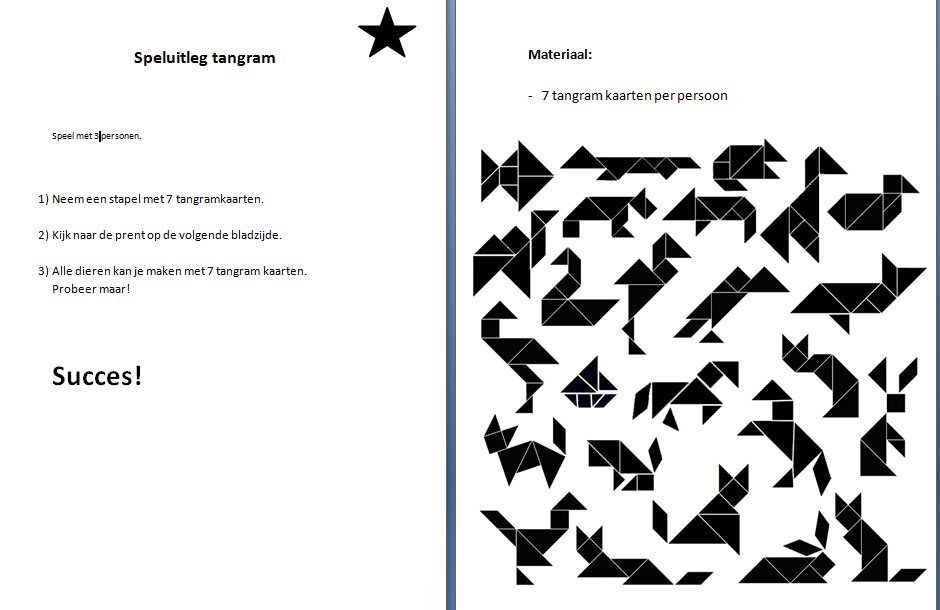 Speluitleg tangram
Speel met 3 personen.
1) Neem een stapel met 7 tangramkaarten.
2) Kijk naar de prent op de volgende bladzijde.
3) Alle dieren kan je maken met 7 tangram kaarten.
Probeer maar!
Succes!
Materiaal:
- 7 tangram kaarten per persoon